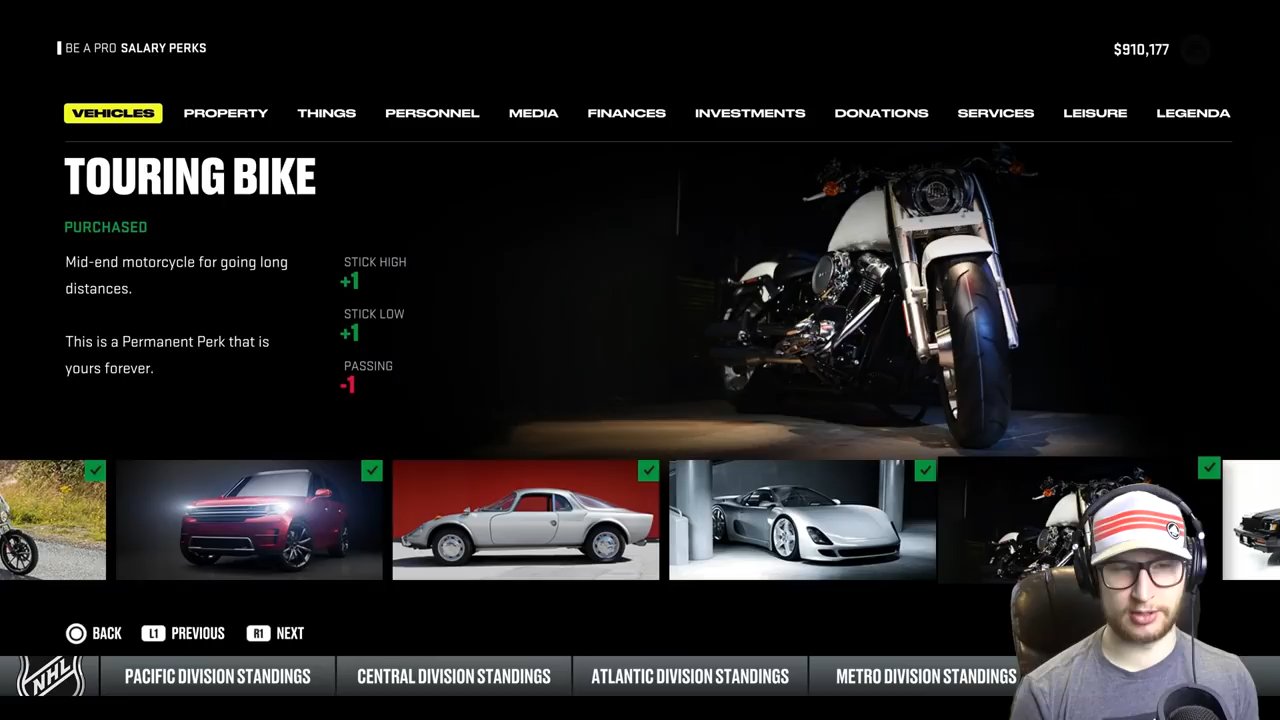 BE A PRO SALARY PERKS
$910,177
VEHICLES PROPERTY THINGS PERSONNEL MEDIA FINANCES INVESTMENTS DONATIONS SERVICES LEISURE LEGENDA
TOURING BIKE
PURCHASED
Mid-end motorcycle for going long
distances.
This is a Permanent Perk that is
yours forever.
STICK HIGH
+1
STICK LOW
+1
PASSING
-1
BACK L1 PREVIOUS R1 NEXT
NHL PACIFIC DIVISION STANDINGS CENTRAL DIVISION STANDINGS ATLANTIC DIVISION STANDINGS METRO DIVISION STANDINGS